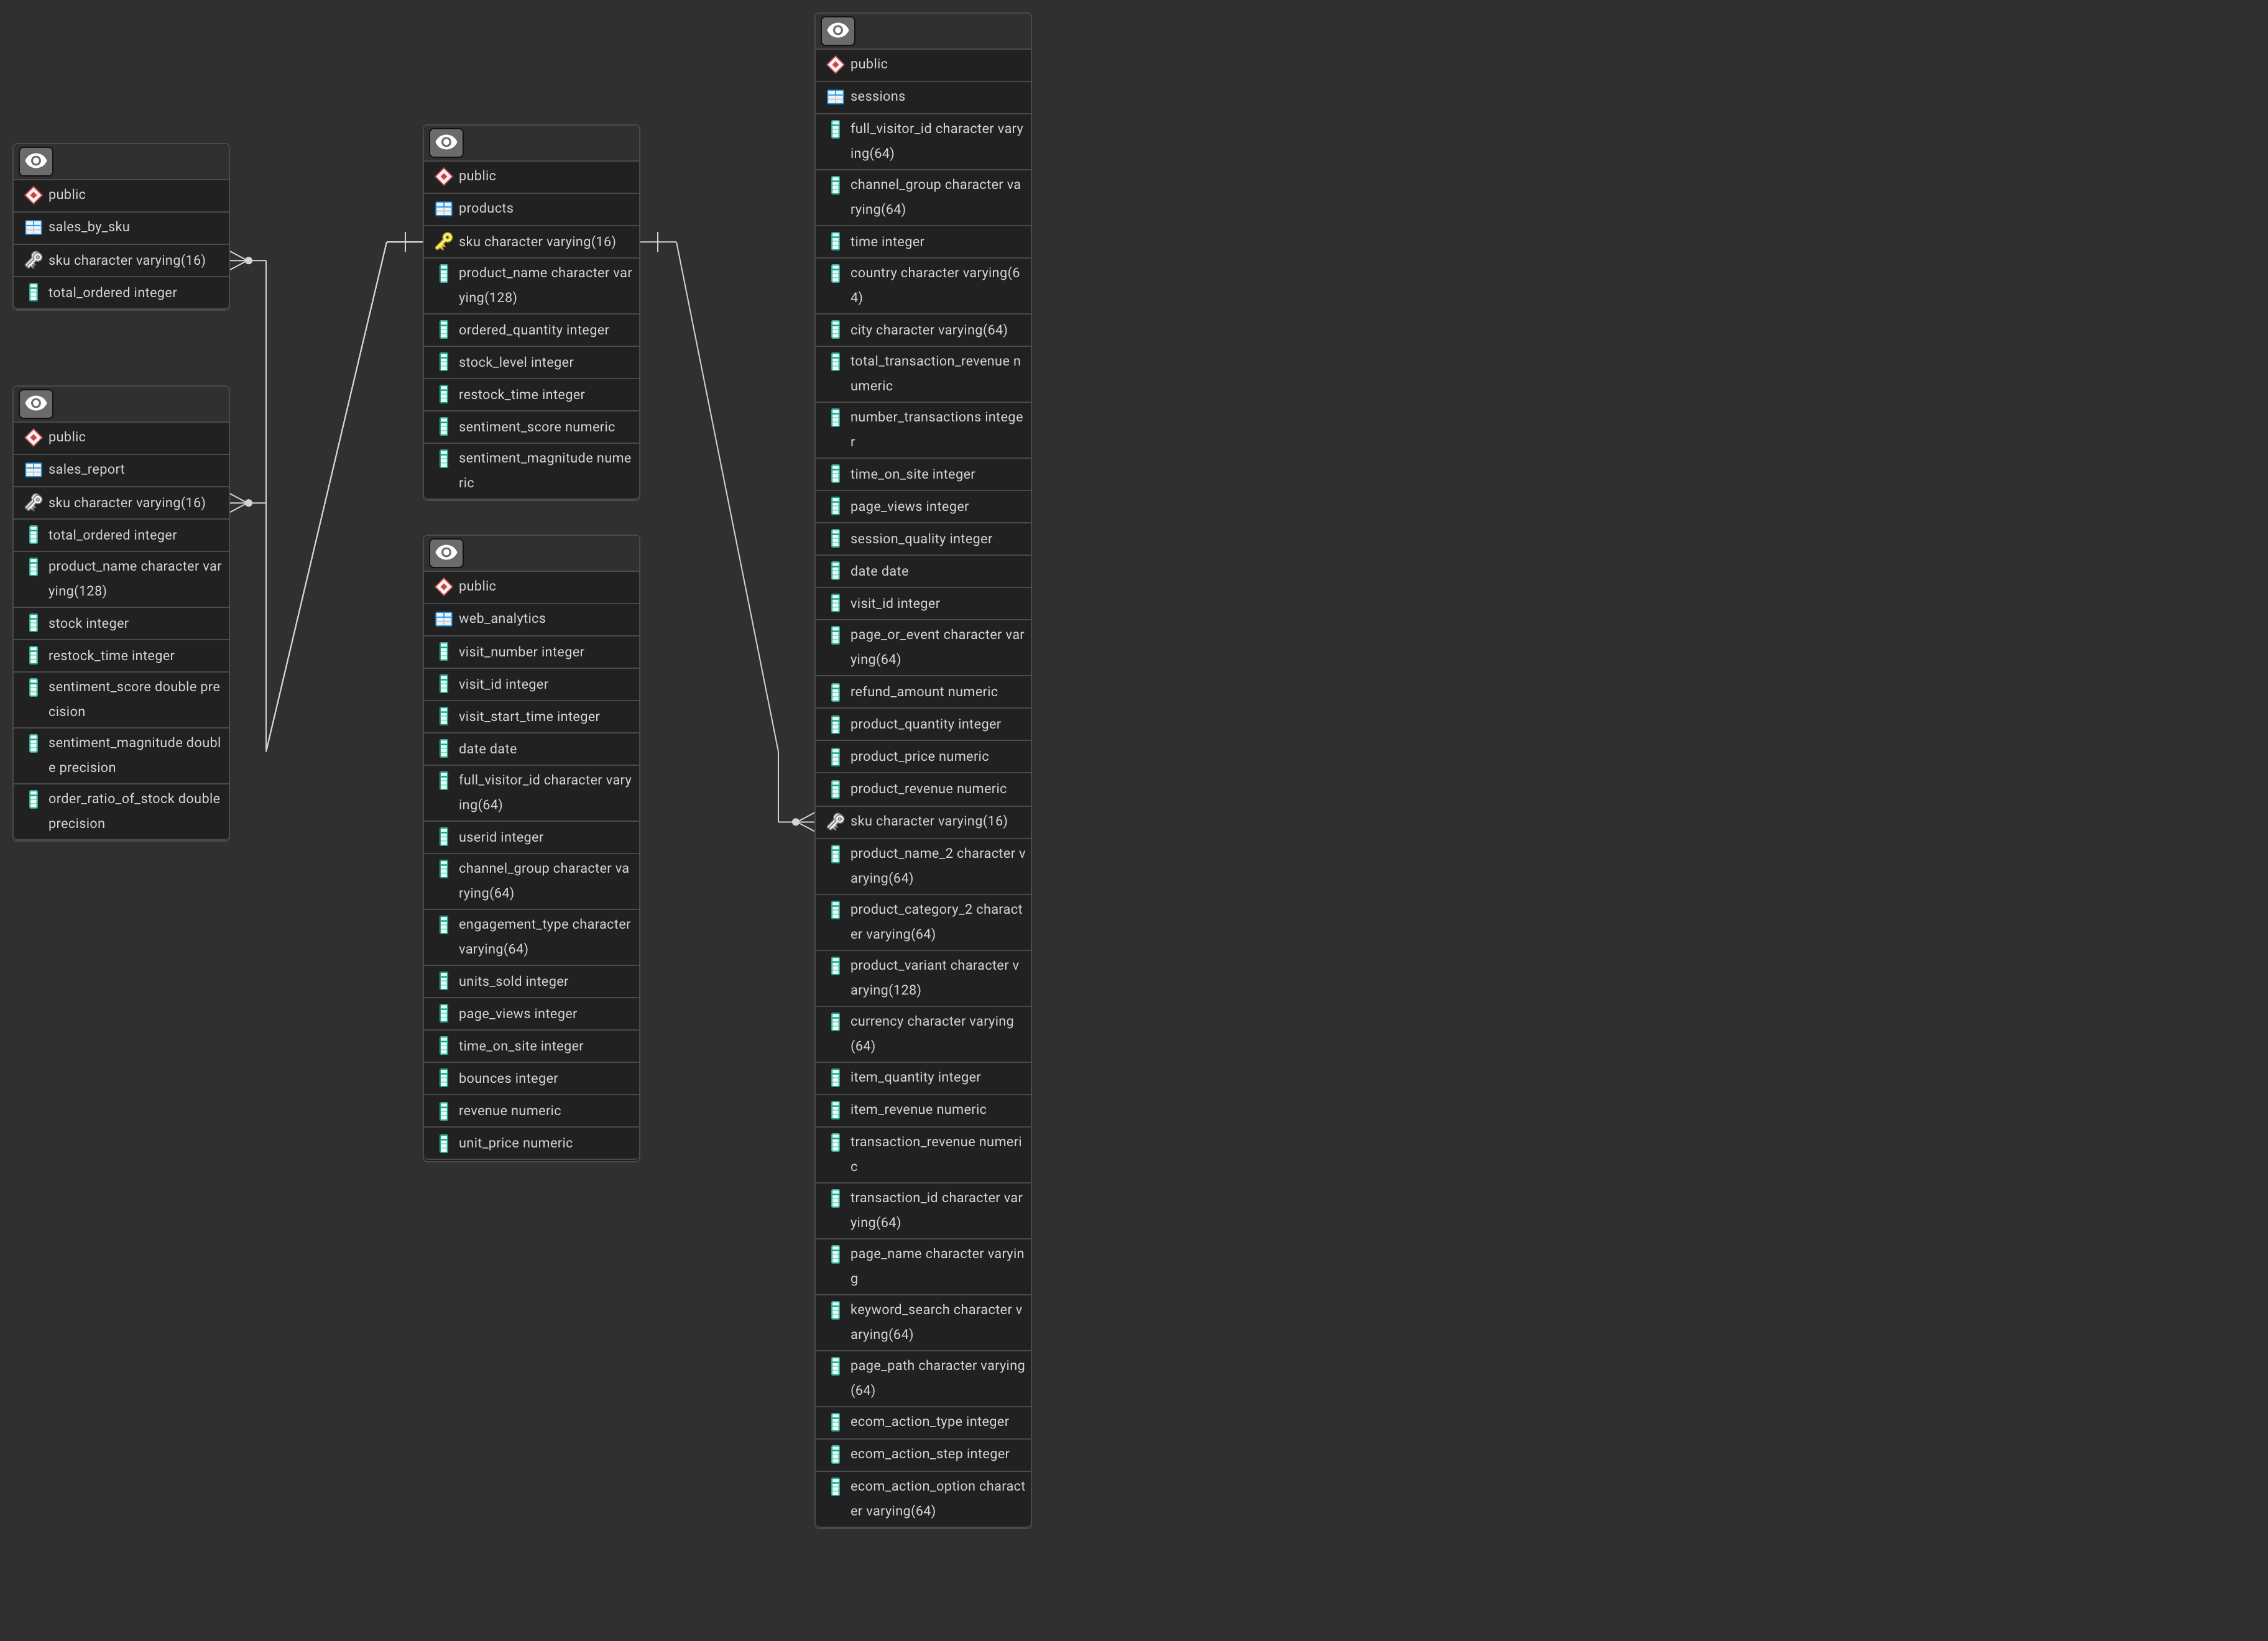 public
sales_by_sku
sku character varying(16)
total_ordered integer
public
sales_report
sku character varying(16)
total_ordered integer
product_name character var
ying(128)
stock integer
restock_time integer
sentiment_score double pre
cision
sentiment_magnitude doubl
e precision
order_ratio_of_stock double
precision
public
products
sku character varying(16)
product_name character var
ying(128)
ordered_quantity integer
stock_level integer
restock_time integer
sentiment_score numeric
sentiment_magnitude nume
ric
public
web_analytics
visit_number integer
visit_id integer
visit_start_time integer
date date
full_visitor_id character vary
ing(64)
userid integer
channel_group character va
rying(64)
engagement_type character
varying(64)
units_sold integer
page_views integer
time_on_site integer
bounces integer
revenue numeric
unit_price numeric
public
sessions
full_visitor_id character vary
ing(64)
channel_group character va
rying(64)
time integer
country character varying(6
4)
city character varying(64)
total_transaction_revenue n
umeric
number_transactions intege
r
time_on_site integer
page_views integer
session_quality integer
date date
visit_id integer
page_or_event character var
ying(64)
refund_amount numeric
product_quantity integer
product_price numeric
product_revenue numeric
sku character varying(16)
product_name_2 character v
arying(64)
product_category_2 charact
er varying(64)
product_variant character v
arying(128)
currency character varying
(64)
item_quantity integer
item_revenue numeric
transaction_revenue numeri
c
transaction_id character var
ying(64)
page_name character varyin
g
keyword_search character v
arying(64)
page_path character varying
(64)
ecom_action_type integer
ecom_action_step integer
ecom_action_option charact
er varying(64)